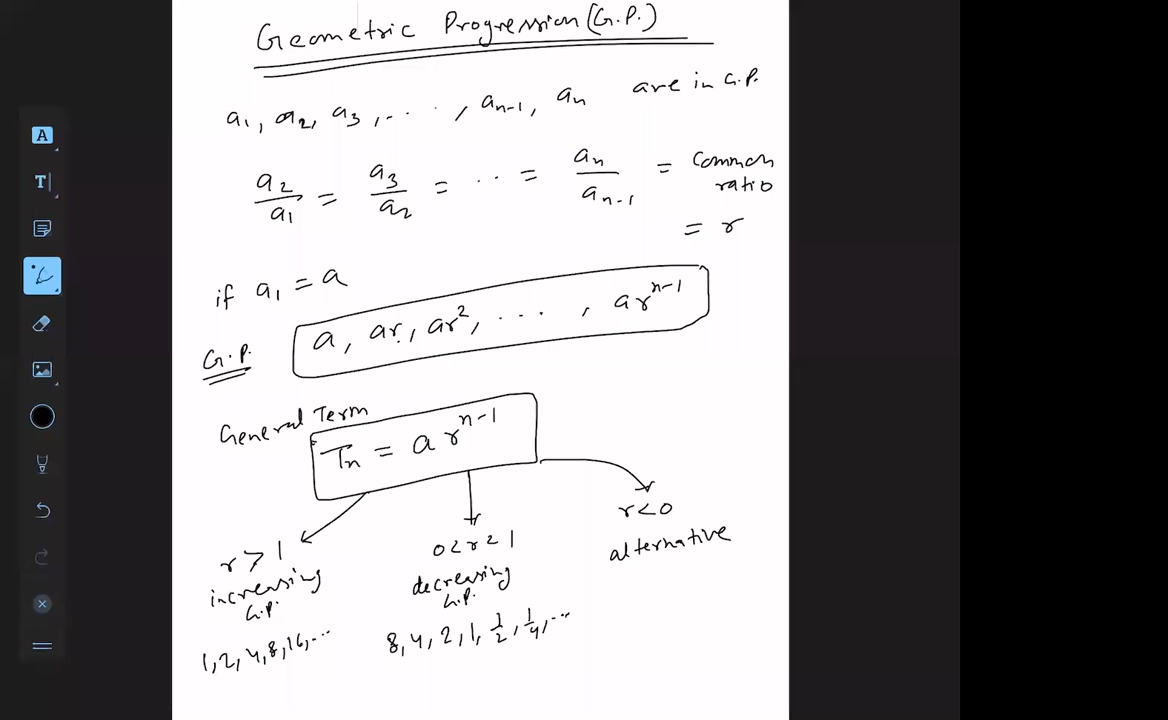 Geometric Progression (G.P.)
a₁, a₂, a₃, ..., aₙ₋₁, aₙ are in G.P.
a₂/a₁ = a₃/a₂ = ... = aₙ/aₙ₋₁ = Common ratio
= r
if a₁ = a
G.P. a, ar, ar², ..., arⁿ⁻¹
General Term
Tₙ = a rⁿ⁻¹
r > 1 0 < r < 1 r < 0
increasing G.P. decreasing G.P. alternative
1, 2, 4, 8, 16, ... 8, 4, 2, 1, 1/2, 1/4, ...